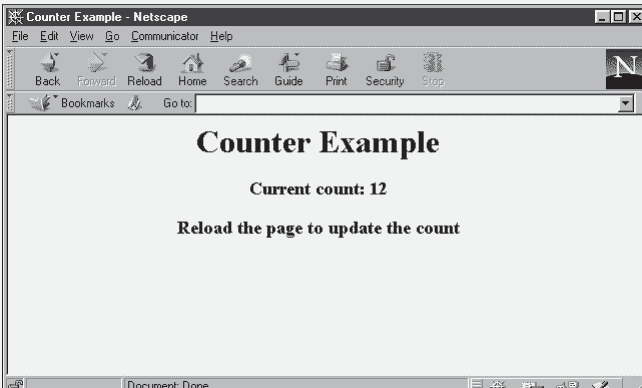 Counter Example - Netscape
File Edit View Go Communicator Help
Back Forward Reload Home Search Guide Print Security Stop
N
Bookmarks Go to:
Counter Example
Current count: 12
Reload the page to update the count
Document: Done